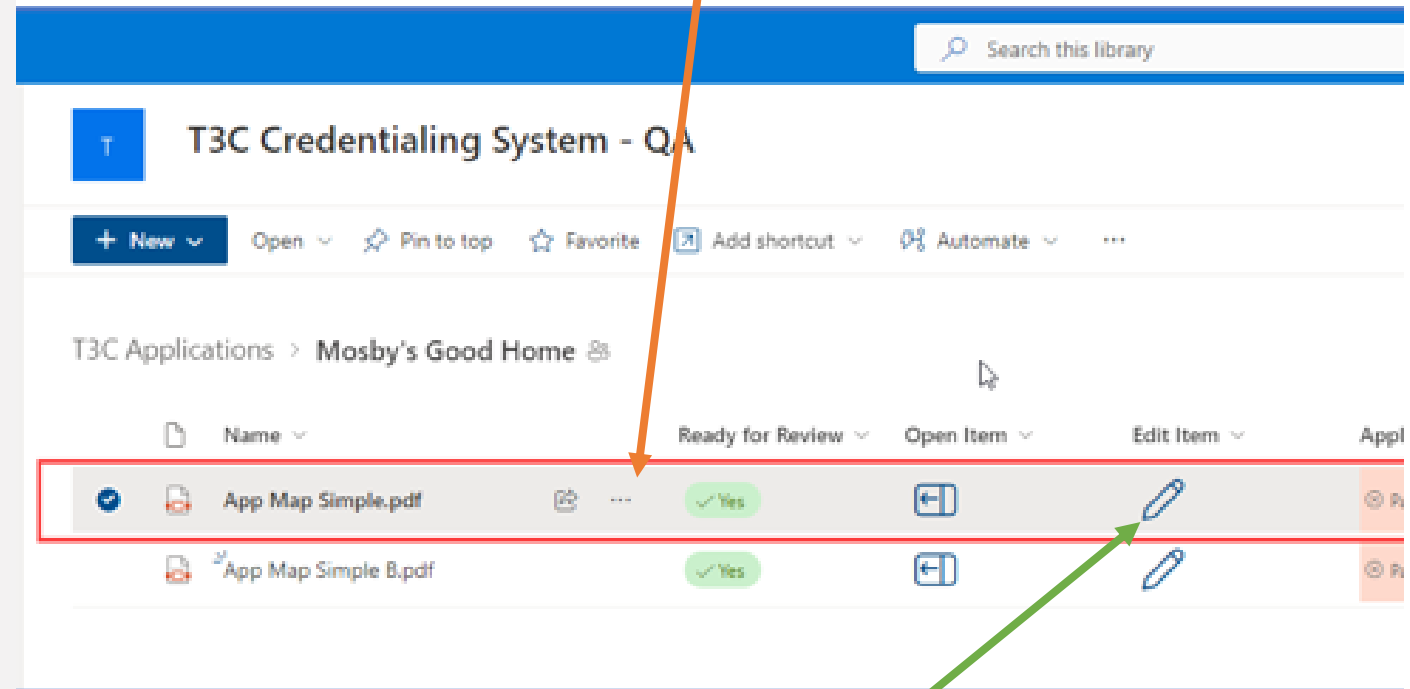 Search this library
T
T3C Credentialing System - QA
+ New Open Pin to top Favorite Add shortcut Automate ...
T3C Applications > Mosby's Good Home
Name Ready for Review Open Item Edit Item Appl
App Map Simple.pdf ... Yes
App Map Simple B.pdf Yes